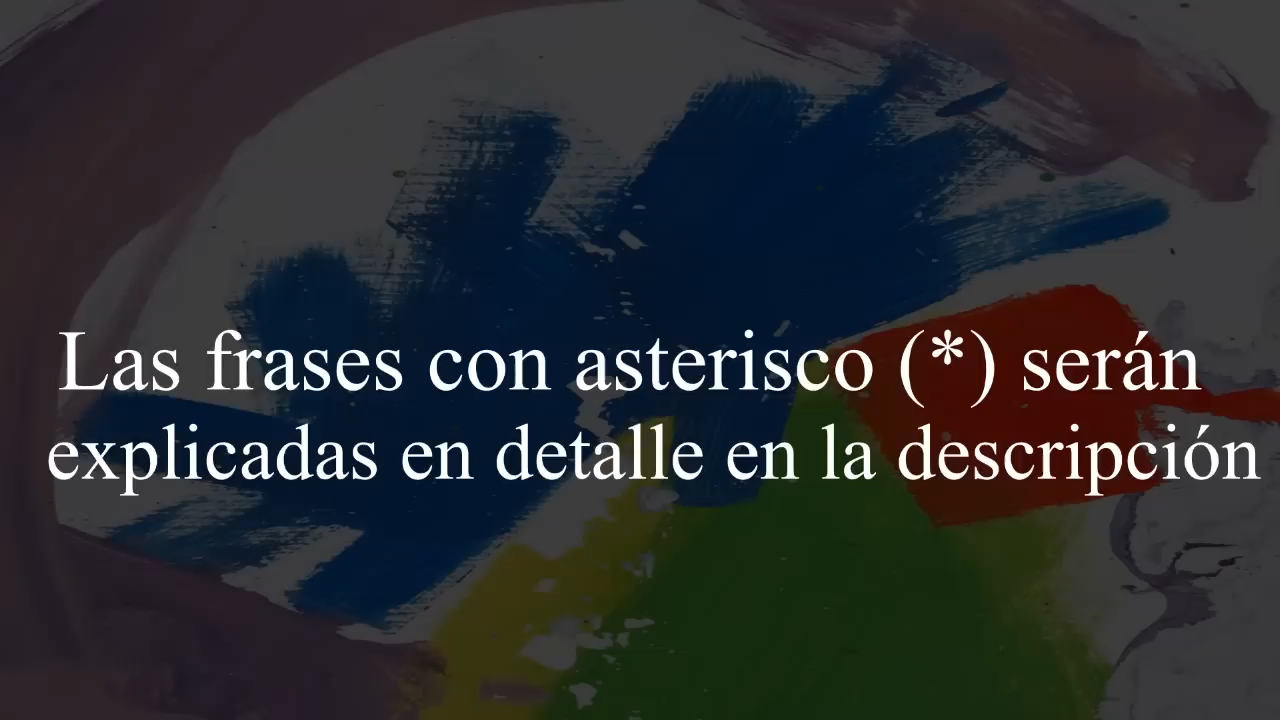 Las frases con asterisco (*) serán
explicadas en detalle en la descripción